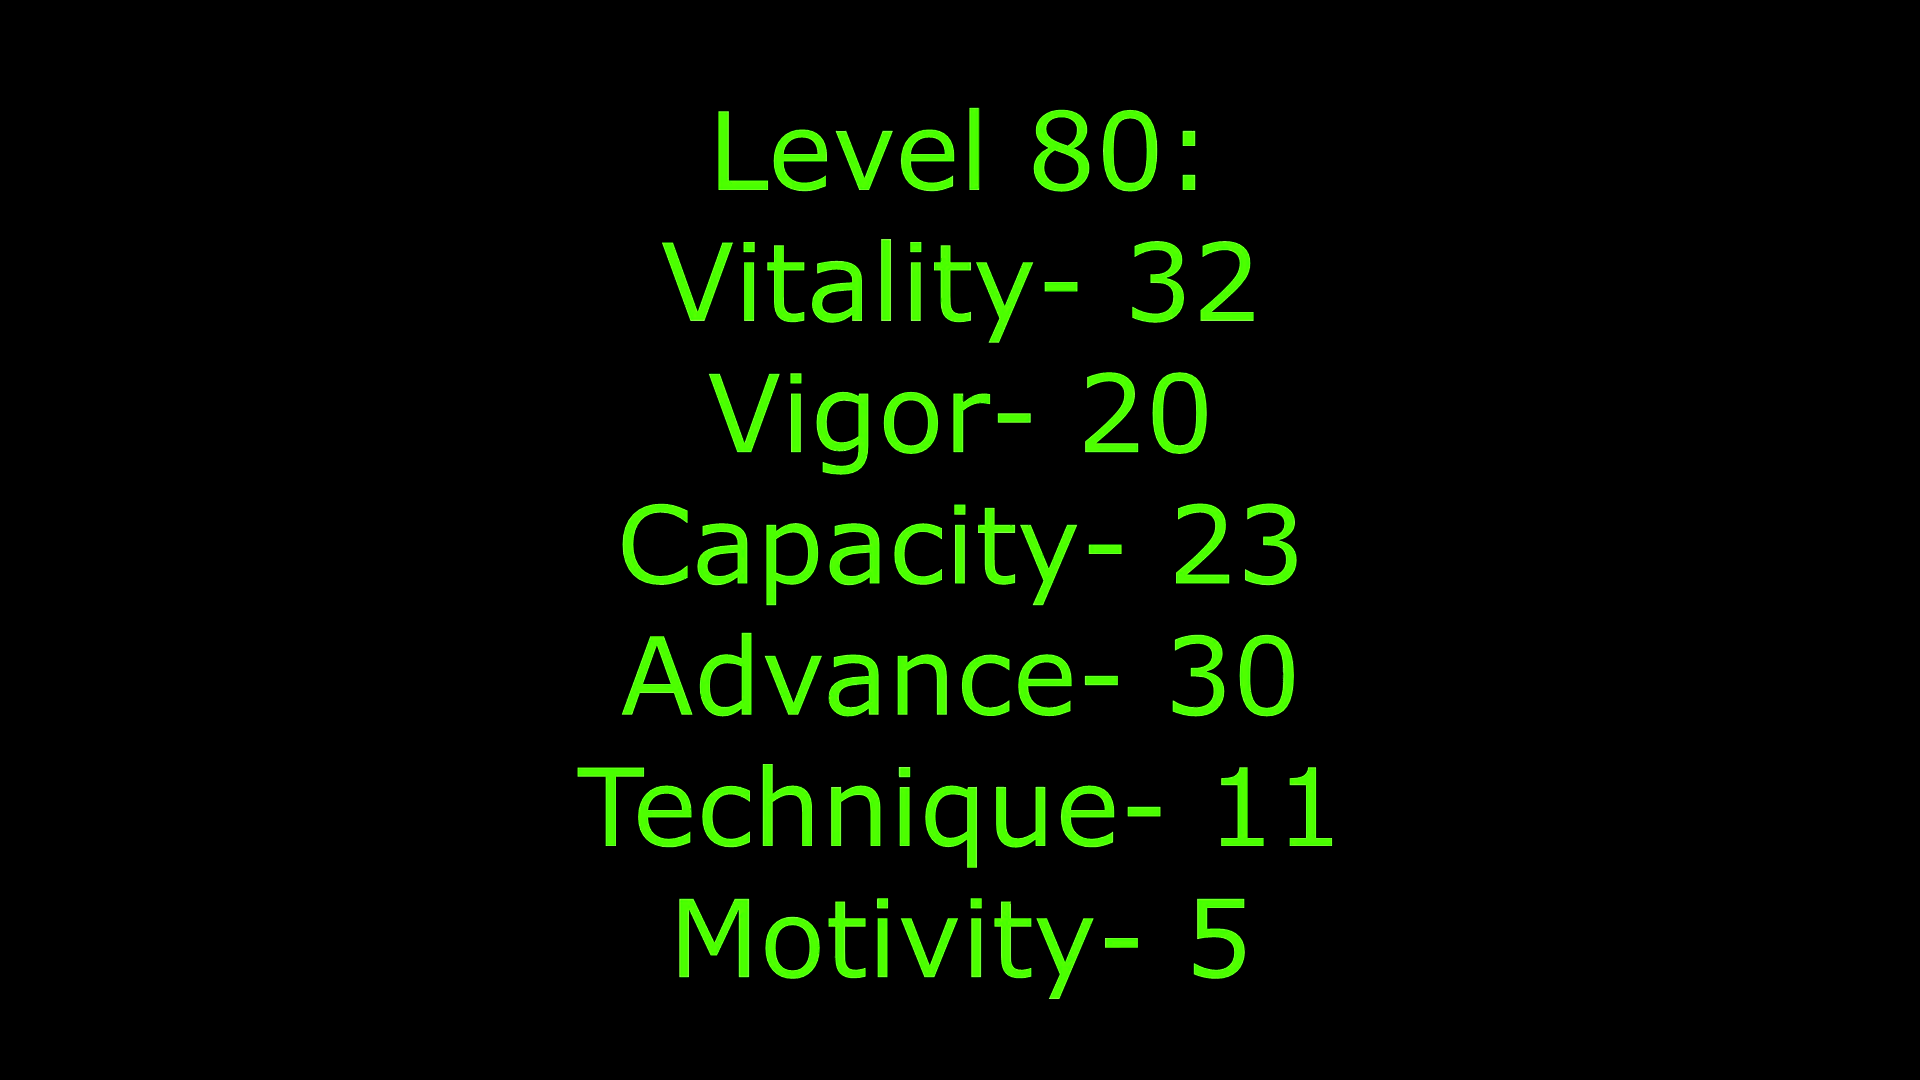 Level 80:
Vitality- 32
Vigor- 20
Capacity- 23
Advance- 30
Technique- 11
Motivity- 5